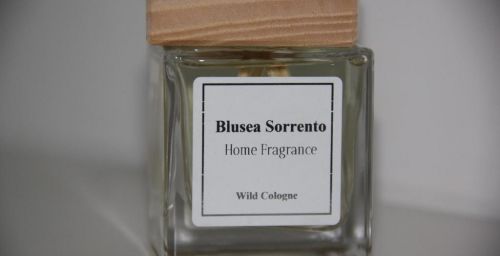 Blusea Sorrento
Home Fragrance
Wild Cologne